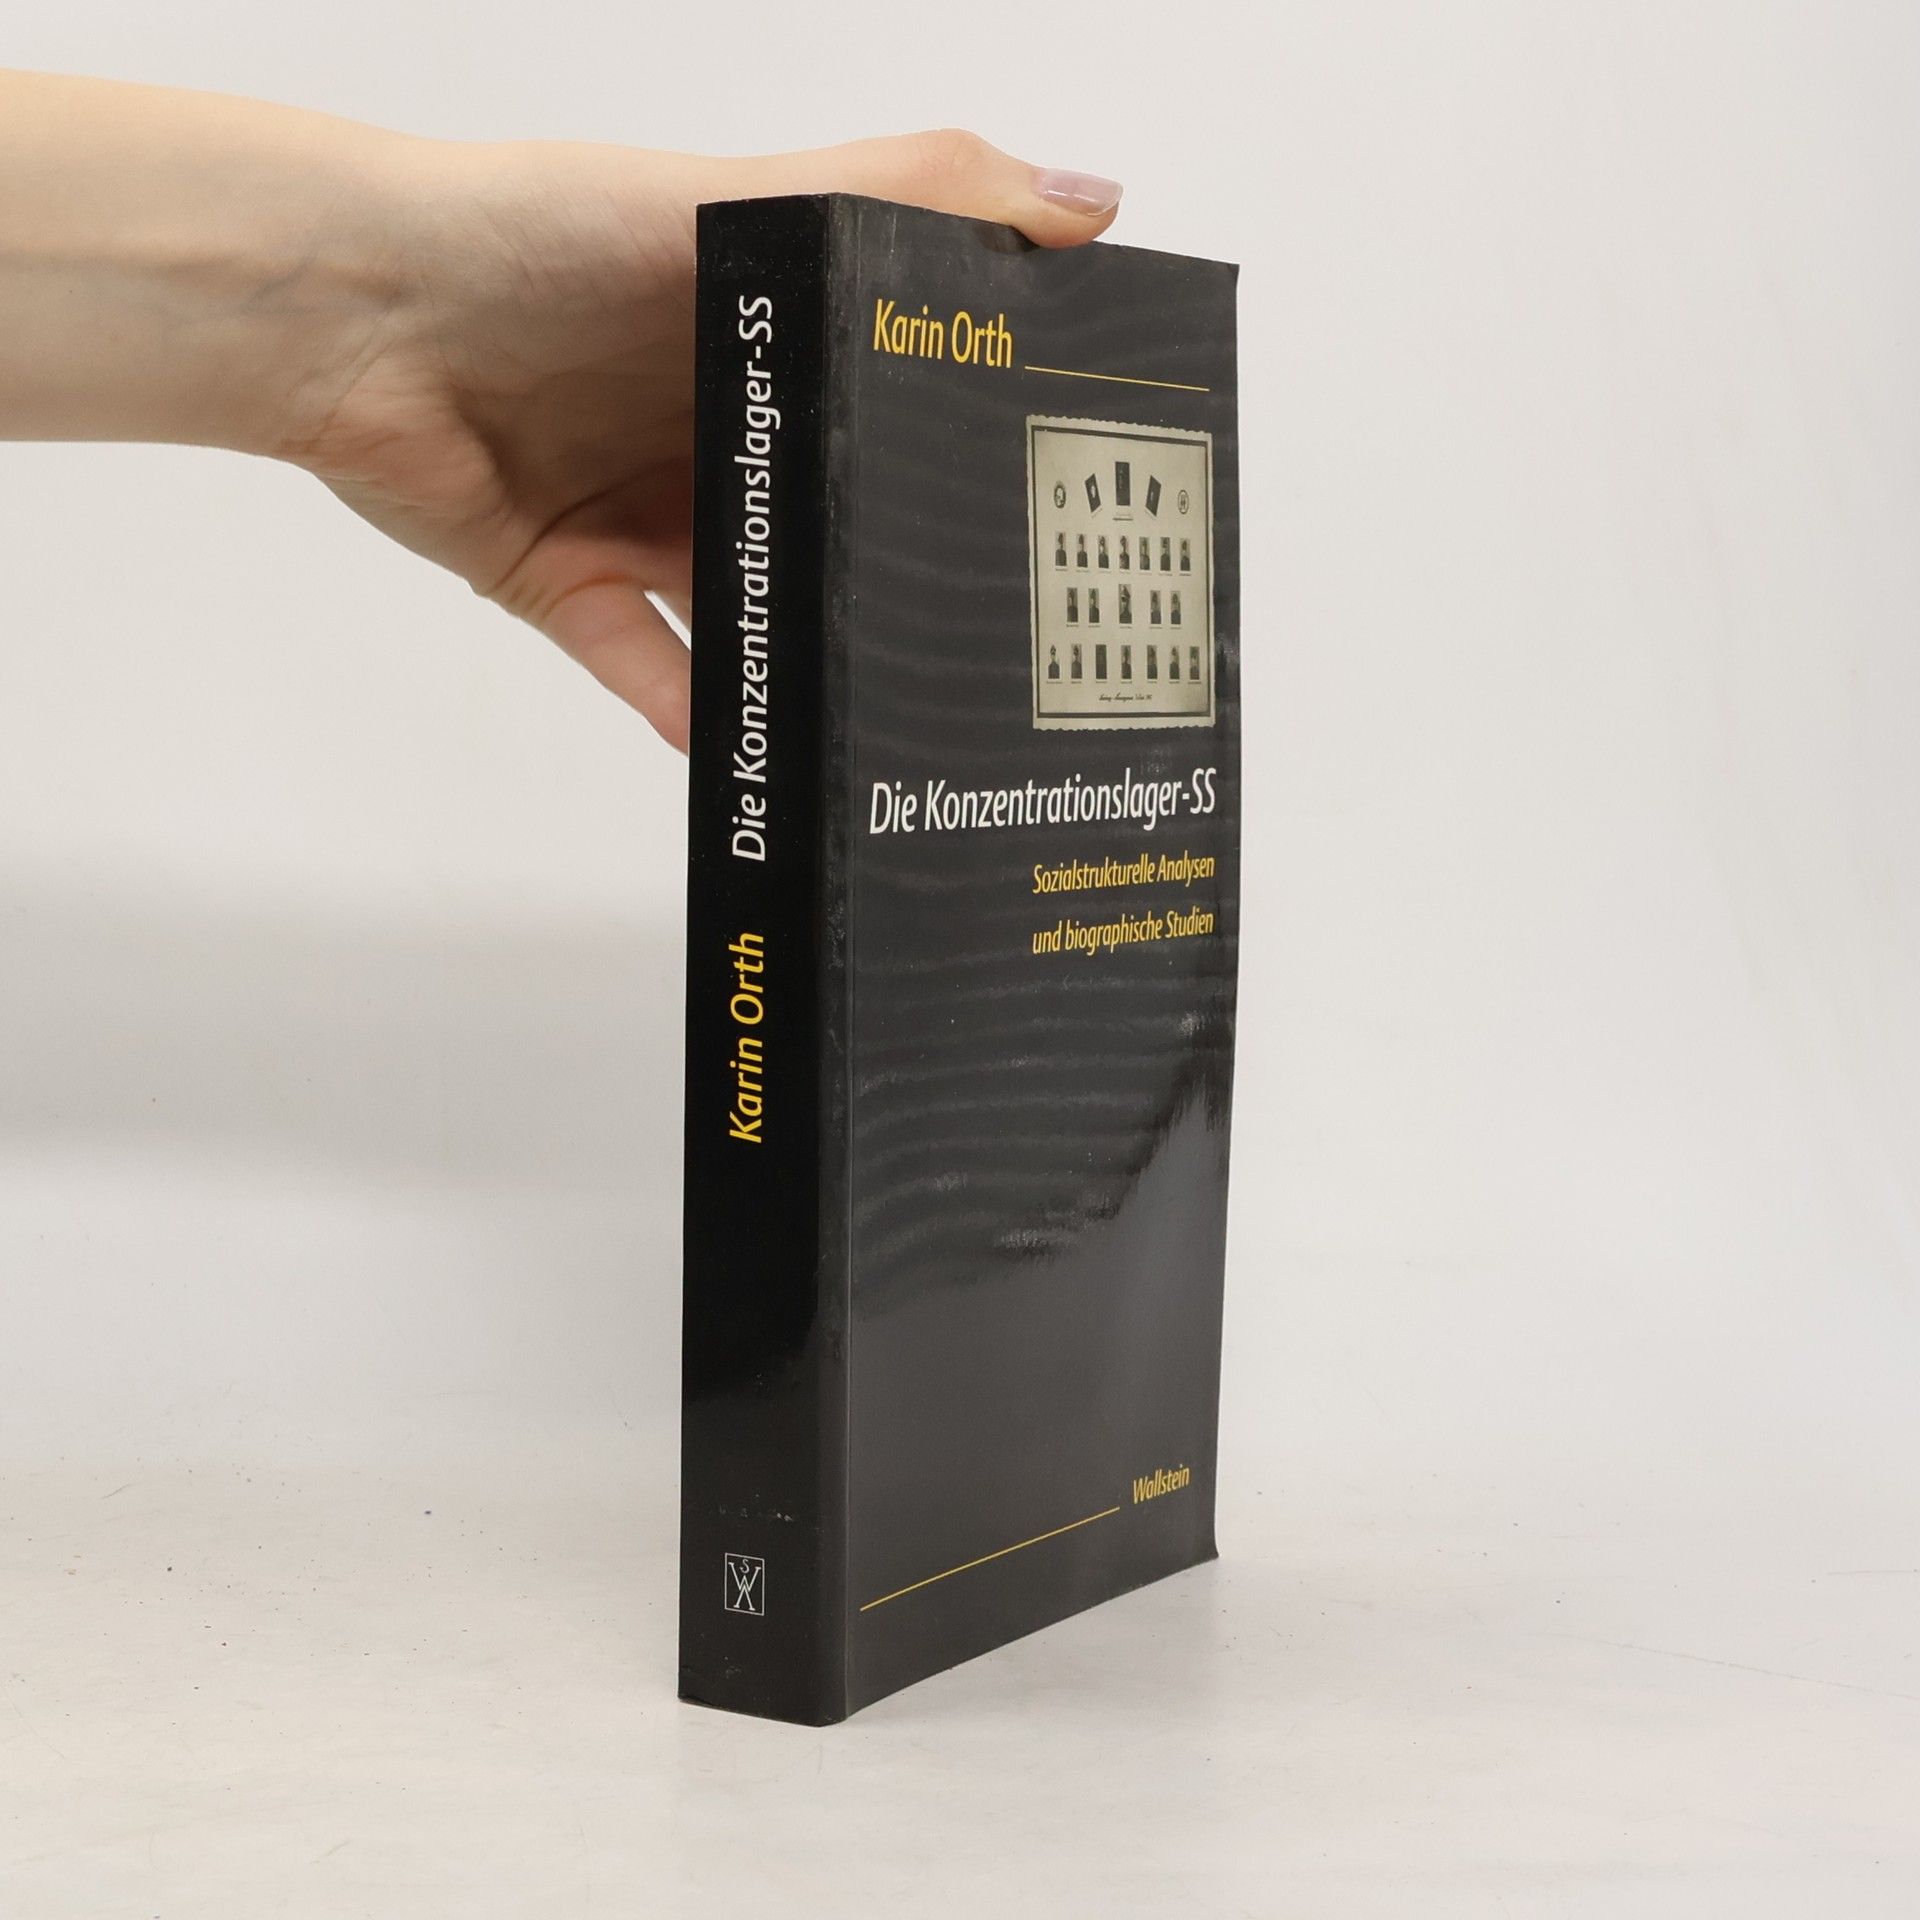 Karin Orth Die Konzentrationslager-SS
Karin Orth
Die Konzentrationslager-SS
Sozialstrukturelle Analysen
und biographische Studien
Wallstein